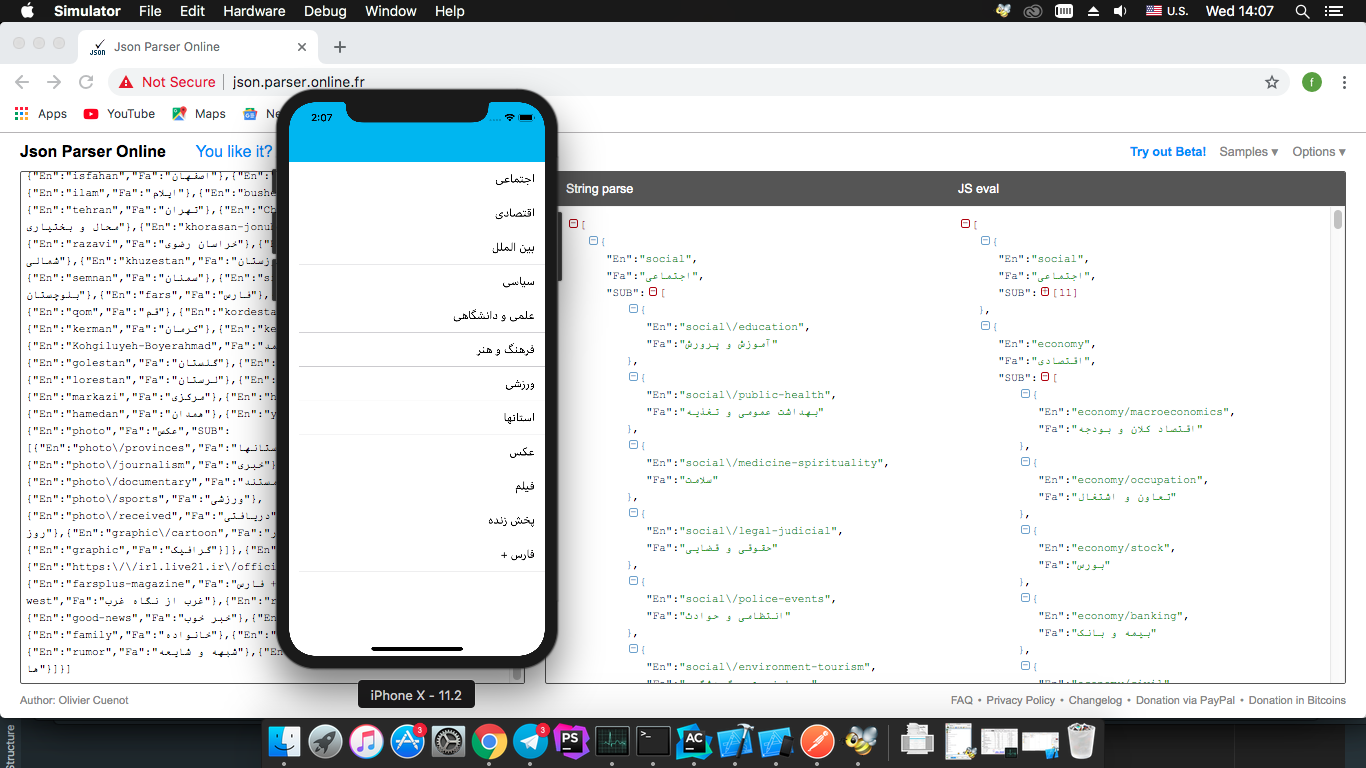 Simulator File Edit Hardware Debug Window Help U.S. Wed 14:07
Json Parser Online
Not Secure json.parser.online.fr f
Apps YouTube Maps Ne
Json Parser Online You like it? Try out Beta! Samples ▾ Options ▾
{"En":"isfahan","Fa":"اصفهان"},{"En":
{"En":"ilam","Fa":"ایلام"},{"En":"bushe
{"En":"tehran","Fa":"تهران"},{"En":"Ch
محال و بختیاری"},{"En":"khorasan-jonub
{"En":"razavi","Fa":"خراسان رضوی"},{"E
شمالی"},{"En":"khuzestan","Fa":"زستان
{"En":"semnan","Fa":"سمنان"},{"En":"s
بلوچستان"},{"En":"fars","Fa":"فارس"},
{"En":"qom","Fa":"قم"},{"En":"kordesta
{"En":"kerman","Fa":"کرمان"},{"En":"ke
{"En":"Kohgiluyeh-Boyerahmad","Fa":"مد
{"En":"golestan","Fa":"گلستان"},{"En":
{"En":"lorestan","Fa":"لرستان"},{"En":
{"En":"markazi","Fa":"مرکزی"},{"En":"h
{"En":"hamedan","Fa":"همدان"},{"En":"y
{"En":"photo","Fa":"عکس","SUB":
[{"En":"photo\/provinces","Fa":"ستانها
{"En":"photo\/journalism","Fa":"خبری"
{"En":"photo\/documentary","Fa":"مستند
{"En":"photo\/sports","Fa":"ورزشی"},
{"En":"photo\/received","Fa":"دریافتی"
روز"},{"En":"graphic\/cartoon","Fa":
{"En":"graphic","Fa":"گرافیک"}]},{"En"
{"En":"https:\/\/irl.live2l.ir\/offici
{"En":"farsplus-magazine","Fa":"فارس +
west","Fa":"غرب از نگاه غرب"},{"En":"r
{"En":"good-news","Fa":"خبر خوب"},{"En
{"En":"family","Fa":"خانواده"},{"En":
{"En":"rumor","Fa":"شبهه و شایعه"},{"En
ها"}]}]
2:07
اجتماعی
اقتصادی
بین الملل
سیاسی
علمی و دانشگاهی
فرهنگ و هنر
ورزشی
استانها
عکس
فیلم
پخش زنده
فارس +
iPhone X - 11.2
String parse
[
{
"En":"social",
"Fa":"اجتماعی",
"SUB":[
{
"En":"social\/education",
"Fa":"آموزش و پرورش"
},
{
"En":"social\/public-health",
"Fa":"بهداشت عمومی و تغذیه"
},
{
"En":"social\/medicine-spirituality",
"Fa":"سلامت"
},
{
"En":"social\/legal-judicial",
"Fa":"حقوقی و قضایی"
},
{
"En":"social\/police-events",
"Fa":"انتظامی و حوادث"
},
{
"En":"social\/environment-tourism",
JS eval
[
{
"En":"social",
"Fa":"اجتماعی",
"SUB":[11]
},
{
"En":"economy",
"Fa":"اقتصادی",
"SUB":[
{
"En":"economy/macroeconomics",
"Fa":"اقتصاد کلان و بودجه"
},
{
"En":"economy/occupation",
"Fa":"تعاون و اشتغال"
},
{
"En":"economy/stock",
"Fa":"بورس"
},
{
"En":"economy/banking",
"Fa":"بیمه و بانک"
},
{
Author: Olivier Cuenot
FAQ • Privacy Policy • Changelog • Donation via PayPal • Donation in Bitcoins
Structure
3 3 PS AC